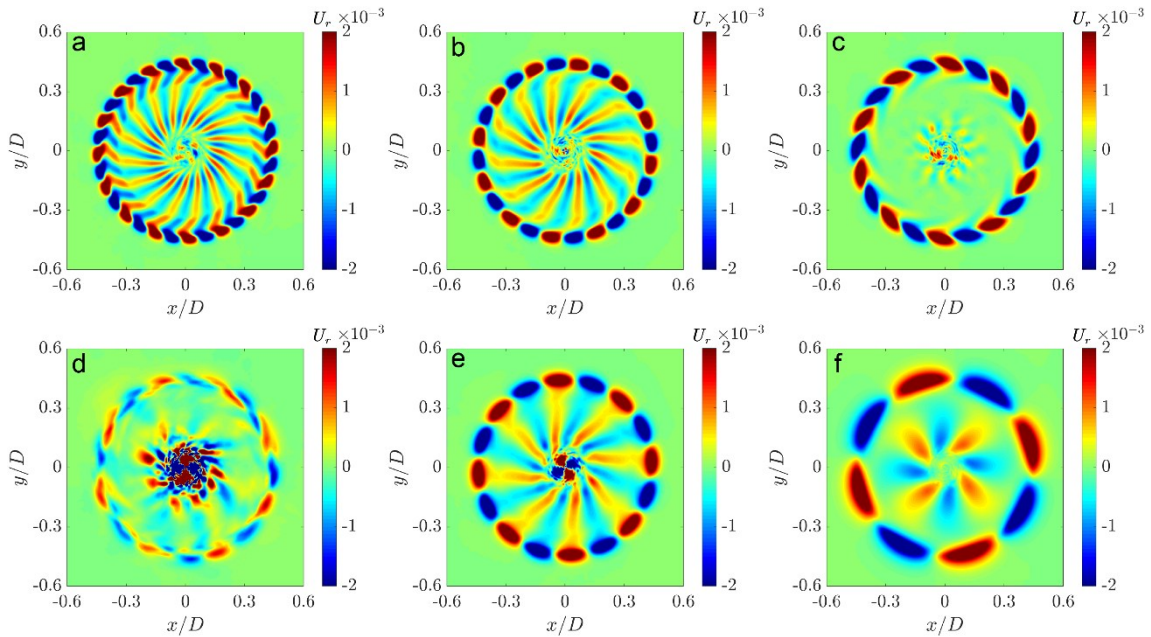 U_r ×10⁻³ U_r ×10⁻³ U_r ×10⁻³
0.6 2 0.6 2 0.6 2
a b c
0.3 1 0.3 1 0.3 1
y/D 0 0 y/D 0 0 y/D 0 0
-0.3 -1 -0.3 -1 -0.3 -1
-0.6 -2 -0.6 -2 -0.6 -2
-0.6 -0.3 0 0.3 0.6 -0.6 -0.3 0 0.3 0.6 -0.6 -0.3 0 0.3 0.6
x/D x/D x/D
U_r ×10⁻³ U_r ×10⁻³ U_r ×10⁻³
0.6 2 0.6 2 0.6 2
d e f
0.3 1 0.3 1 0.3 1
y/D 0 0 y/D 0 0 y/D 0 0
-0.3 -1 -0.3 -1 -0.3 -1
-0.6 -2 -0.6 -2 -0.6 -2
-0.6 -0.3 0 0.3 0.6 -0.6 -0.3 0 0.3 0.6 -0.6 -0.3 0 0.3 0.6
x/D x/D x/D